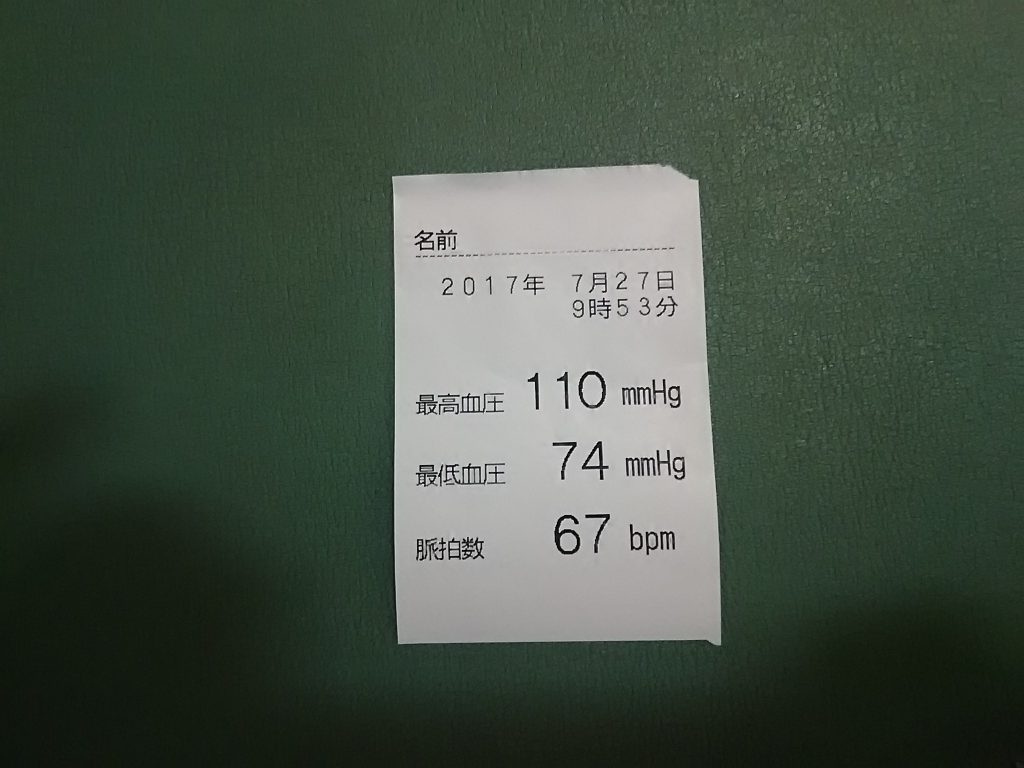 名前
２０１７年　７月２７日
９時５３分
最高血圧 110 mmHg
最低血圧 74 mmHg
脈拍数 67 bpm